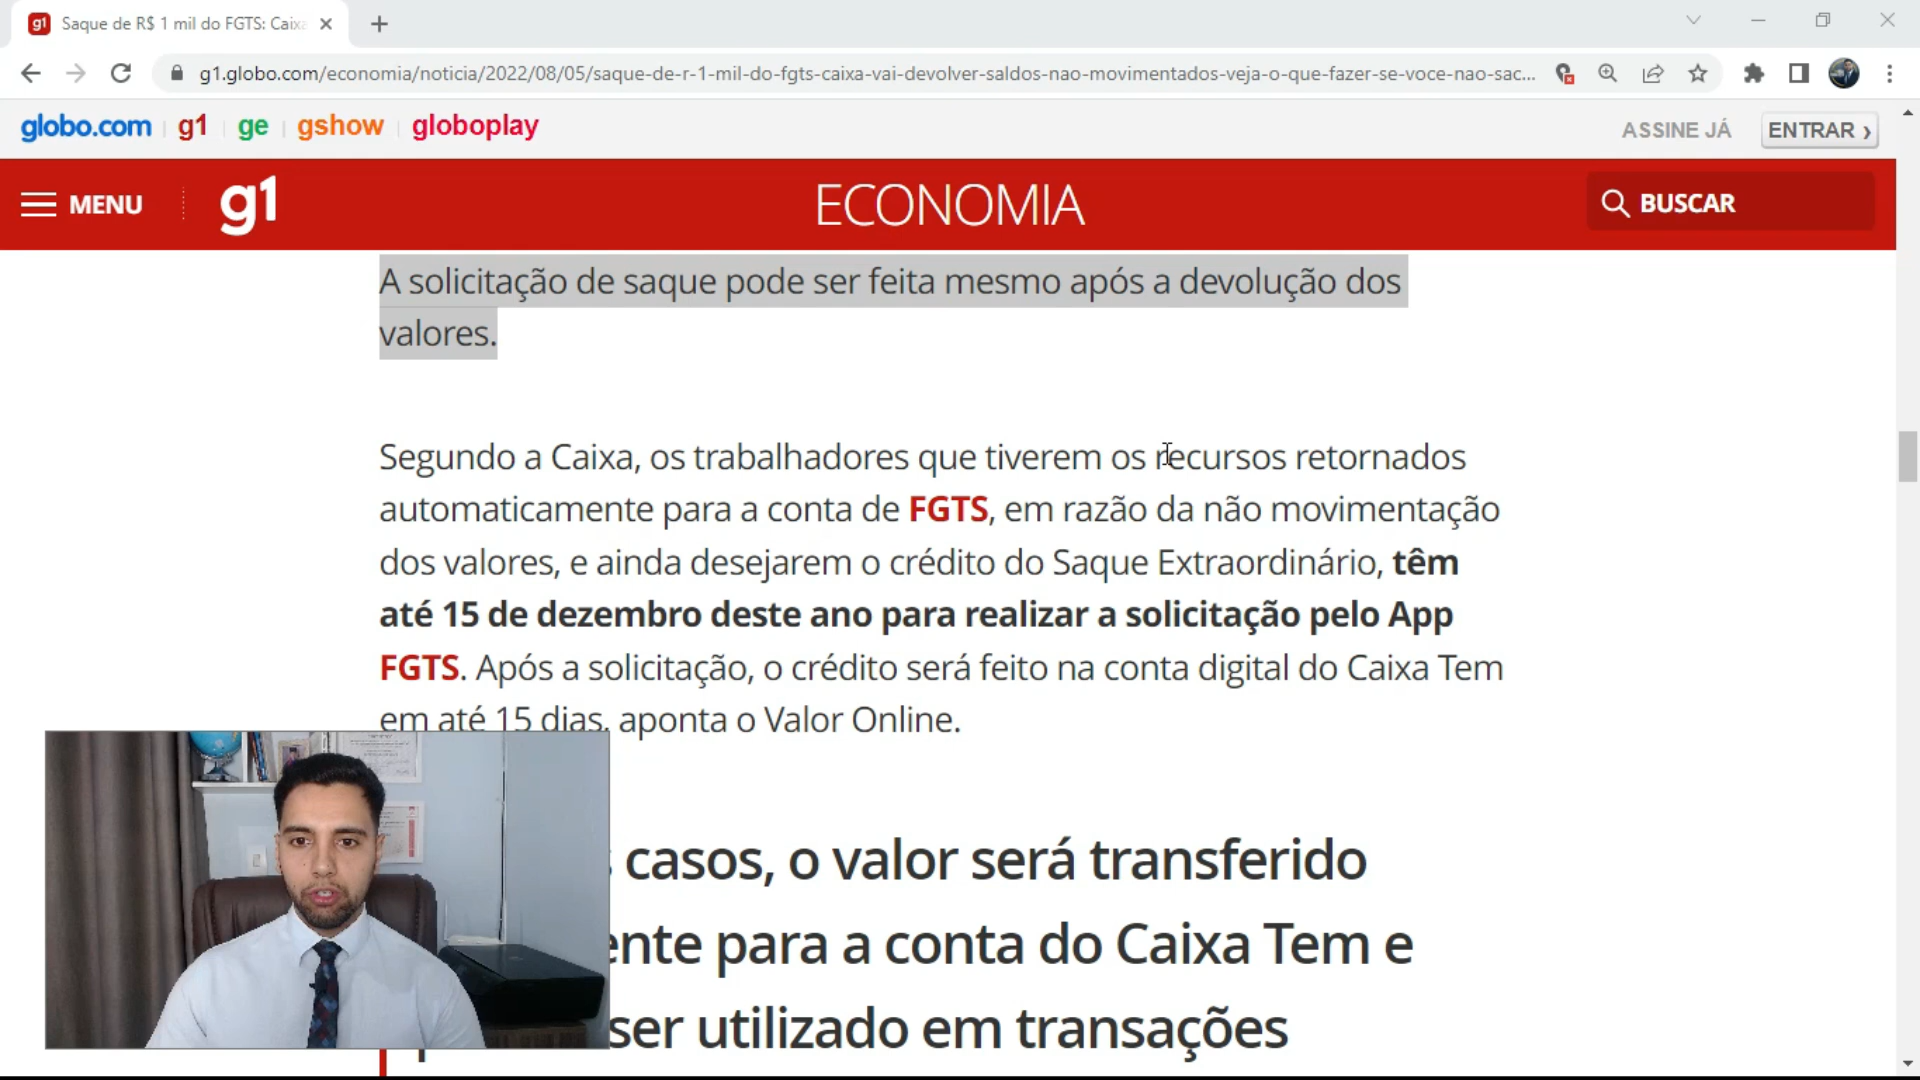 g1 Saque de R$ 1 mil do FGTS: Caixa
g1.globo.com/economia/noticia/2022/08/05/saque-de-r-1-mil-do-fgts-caixa-vai-devolver-saldos-nao-movimentados-veja-o-que-fazer-se-voce-nao-sac...
globo.com g1 ge gshow globoplay ASSINE JÁ ENTRAR ›
MENU g1 ECONOMIA BUSCAR
A solicitação de saque pode ser feita mesmo após a devolução dos
valores.
Segundo a Caixa, os trabalhadores que tiverem os recursos retornados
automaticamente para a conta de FGTS, em razão da não movimentação
dos valores, e ainda desejarem o crédito do Saque Extraordinário, têm
até 15 de dezembro deste ano para realizar a solicitação pelo App
FGTS. Após a solicitação, o crédito será feito na conta digital do Caixa Tem
em até 15 dias, aponta o Valor Online.
casos, o valor será transferido
para a conta do Caixa Tem e
ser utilizado em transações